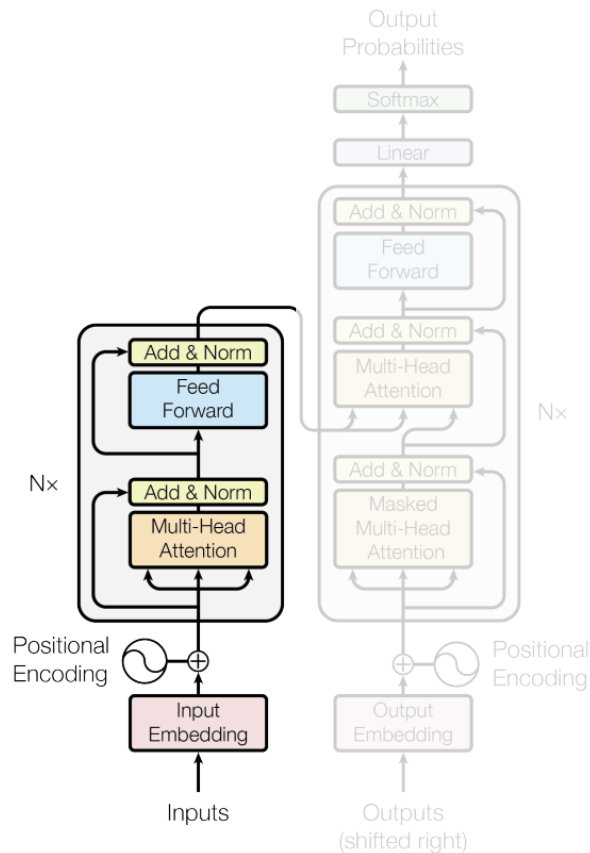 Output
Probabilities
Softmax
Linear
Add & Norm
Feed
Forward
Add & Norm
Multi-Head
Attention
N×
Add & Norm
Masked
Multi-Head
Attention
Positional
Encoding
Output
Embedding
Outputs
(shifted right)
Add & Norm
Feed
Forward
N×
Add & Norm
Multi-Head
Attention
Positional
Encoding
Input
Embedding
Inputs